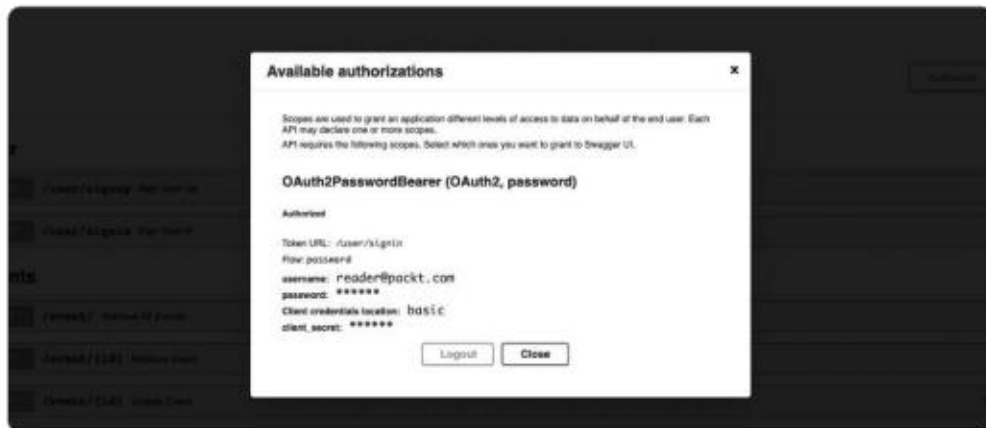 Available authorizations
x
Scopes are used to grant an application different levels of access to data on behalf of the end user. Each
API may declare one or more scopes.
API requires the following scopes. Select which ones you want to grant to Swagger UI.
OAuth2PasswordBearer (OAuth2, password)
Authorized
Token URL: /user/signin
Flow: password
username: reader@packt.com
password: ******
Client credentials location: basic
client_secret: ******
Logout
Close
Authorize
/user/signup
/user/signin
nts
/event/
/event/{id}
/event/{id}